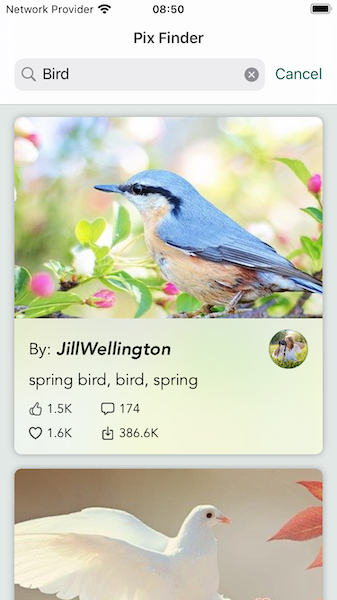 Network Provider 08:50
Pix Finder
Bird Cancel
By: JillWellington
spring bird, bird, spring
1.5K 174
1.6K 386.6K